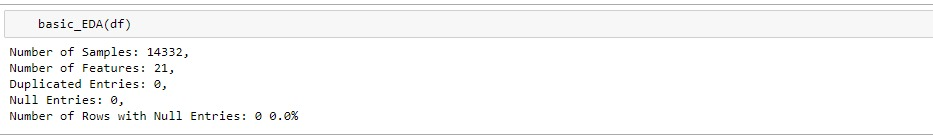 basic_EDA(df)
Number of Samples: 14332,
Number of Features: 21,
Duplicated Entries: 0,
Null Entries: 0,
Number of Rows with Null Entries: 0 0.0%